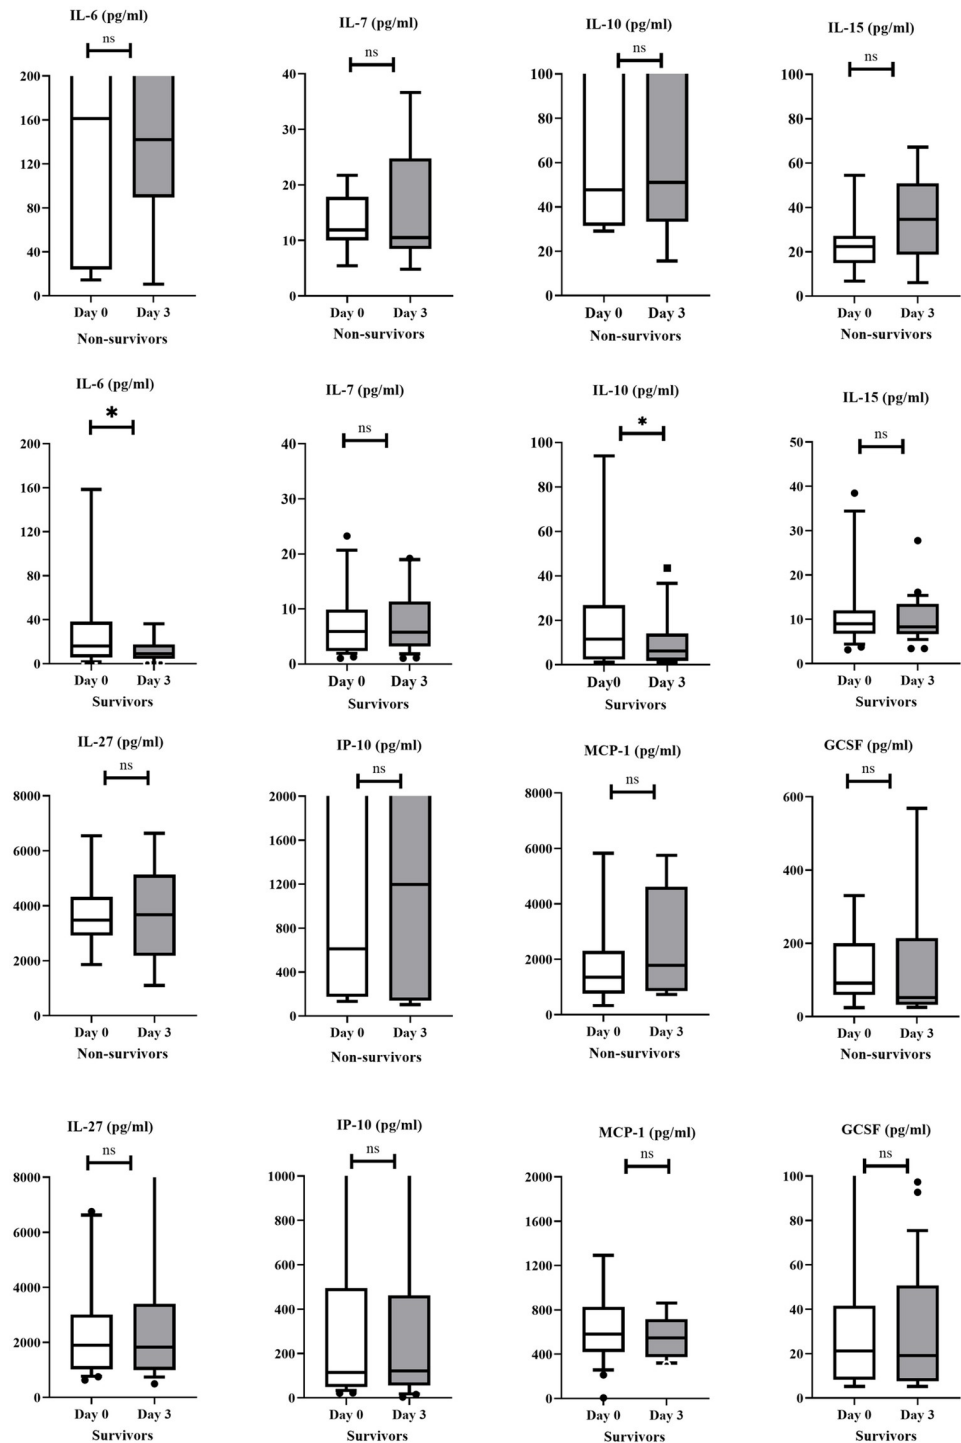 IL-6 (pg/ml)
ns
200
160
120
80
40
0
Day 0 Day 3
Non-survivors
IL-7 (pg/ml)
ns
40
30
20
10
0
Day 0 Day 3
Non-survivors
IL-10 (pg/ml)
ns
100
80
60
40
20
0
Day 0 Day 3
Non-survivors
IL-15 (pg/ml)
ns
100
80
60
40
20
0
Day 0 Day 3
Non-survivors
IL-6 (pg/ml)
*
200
160
120
80
40
0
Day 0 Day 3
Survivors
IL-7 (pg/ml)
ns
40
30
20
10
0
Day 0 Day 3
Survivors
IL-10 (pg/ml)
*
100
80
60
40
20
0
Day0 Day 3
Survivors
IL-15 (pg/ml)
ns
50
40
30
20
10
0
Day 0 Day 3
Survivors
IL-27 (pg/ml)
ns
8000
6000
4000
2000
0
Day 0 Day 3
Non-survivors
IP-10 (pg/ml)
ns
2000
1600
1200
800
400
0
Day 0 Day 3
Non-survivors
MCP-1 (pg/ml)
ns
8000
6000
4000
2000
0
Day 0 Day 3
Non-survivors
GCSF (pg/ml)
ns
600
400
200
0
Day 0 Day 3
Non-survivors
IL-27 (pg/ml)
ns
8000
6000
4000
2000
0
Day 0 Day 3
Survivors
IP-10 (pg/ml)
ns
1000
800
600
400
200
0
Day 0 Day 3
Survivors
MCP-1 (pg/ml)
ns
2000
1600
1200
800
400
0
Day 0 Day 3
Survivors
GCSF (pg/ml)
ns
100
80
60
40
20
0
Day 0 Day 3
Survivors